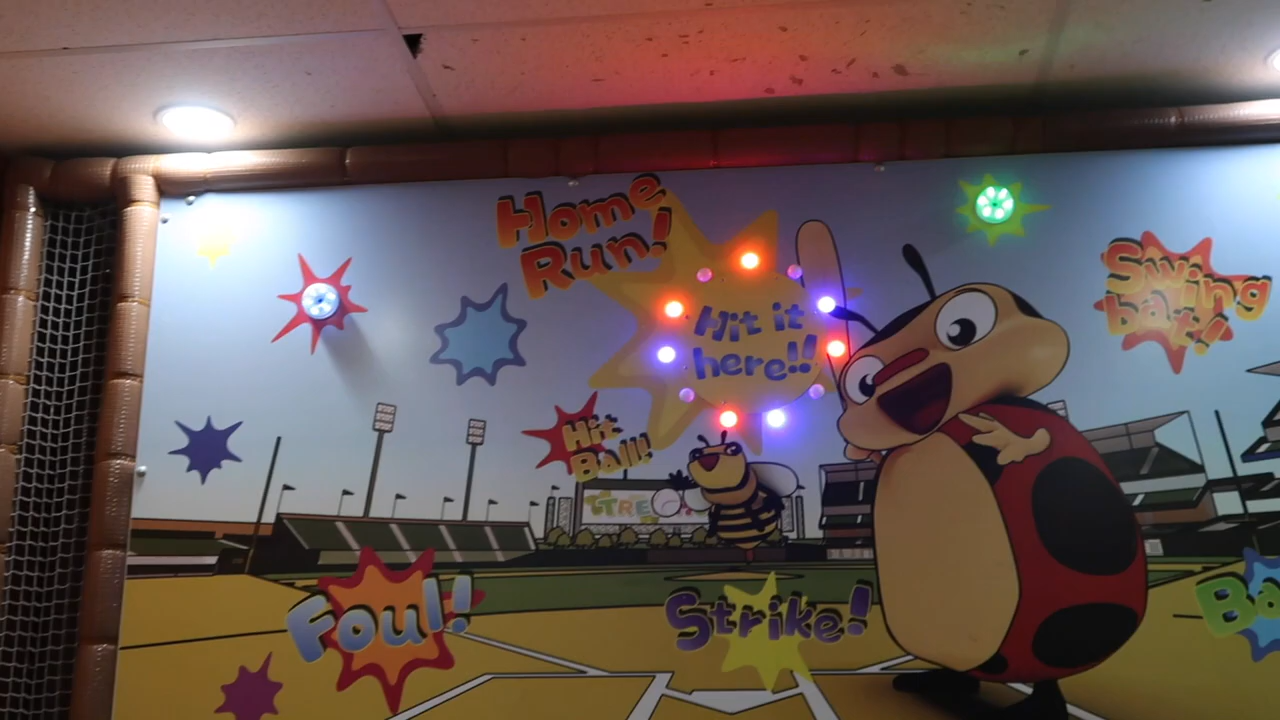 Home
Run!
Swing
bat!
Hit it
here!!
Hit
Ball!
Foul!
Strike!